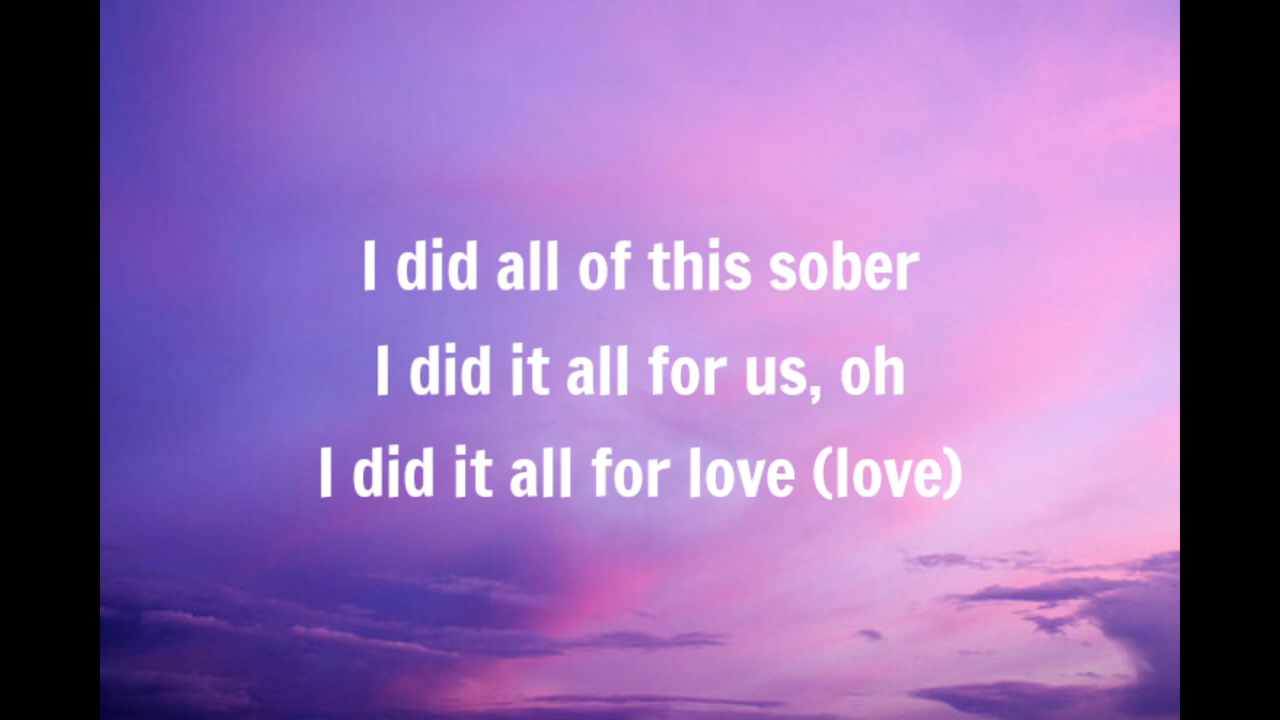 I did all of this sober
I did it all for us, oh
I did it all for love (love)